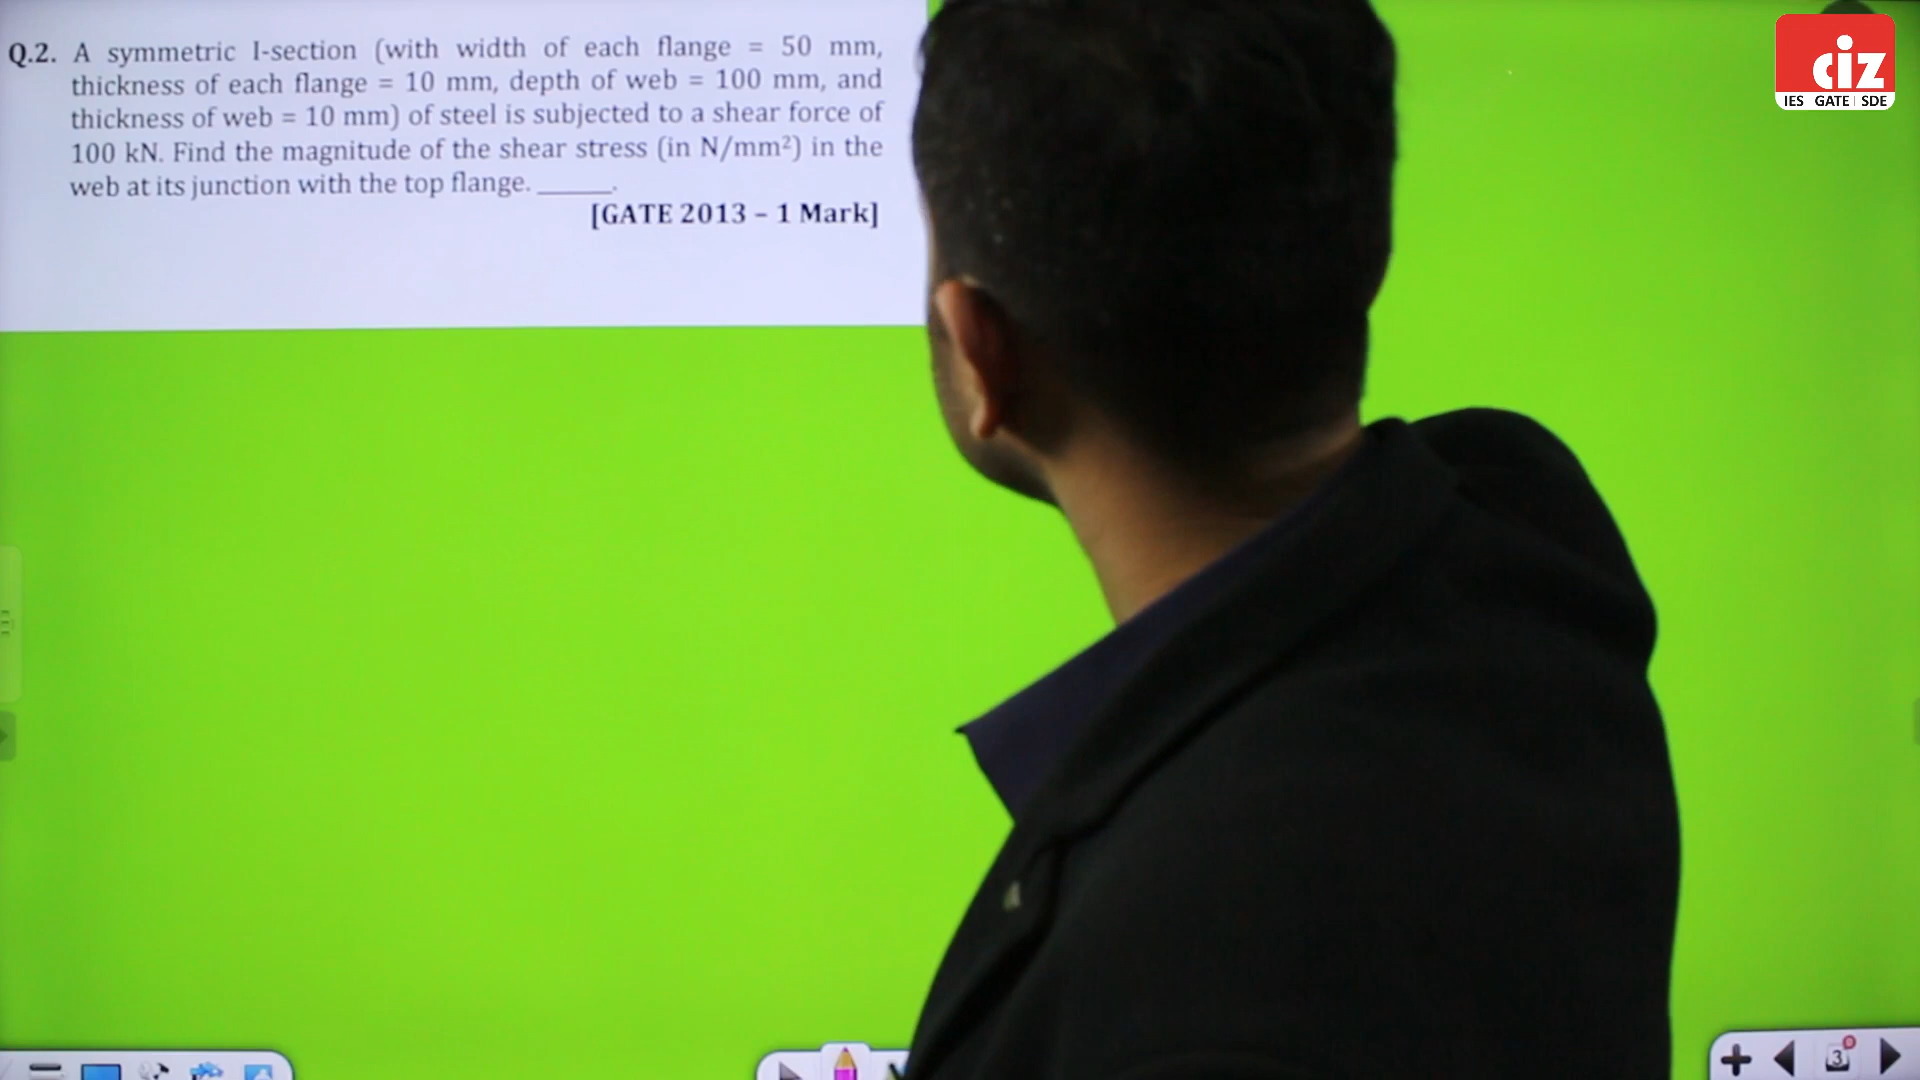 Q.2. A symmetric I-section (with width of each flange = 50 mm,
thickness of each flange = 10 mm, depth of web = 100 mm, and
thickness of web = 10 mm) of steel is subjected to a shear force of
100 kN. Find the magnitude of the shear stress (in N/mm²) in the
web at its junction with the top flange. ______.
[GATE 2013 – 1 Mark]
ciz
IES GATE | SDE
3
0